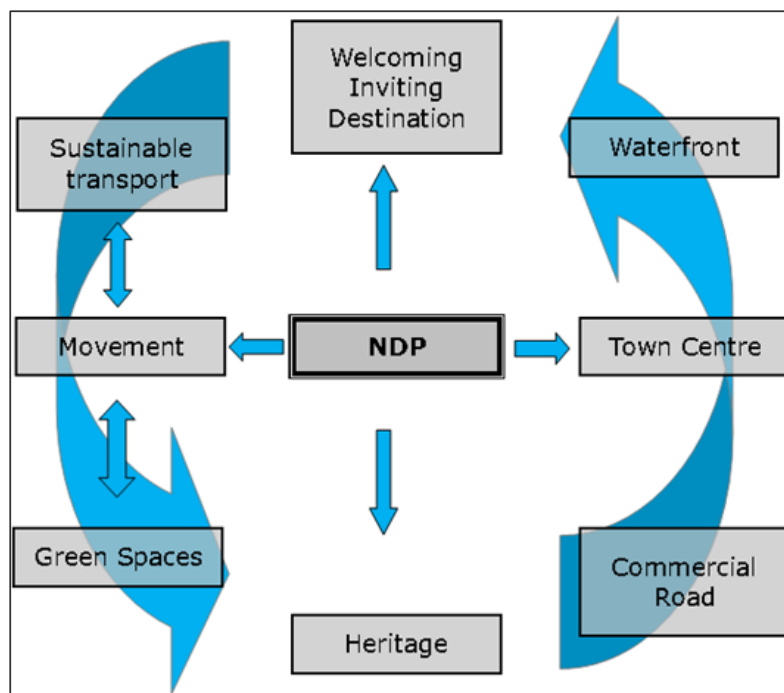 Welcoming
Inviting
Destination
Sustainable
transport
Waterfront
Movement
NDP
Town Centre
Green Spaces
Commercial
Road
Heritage